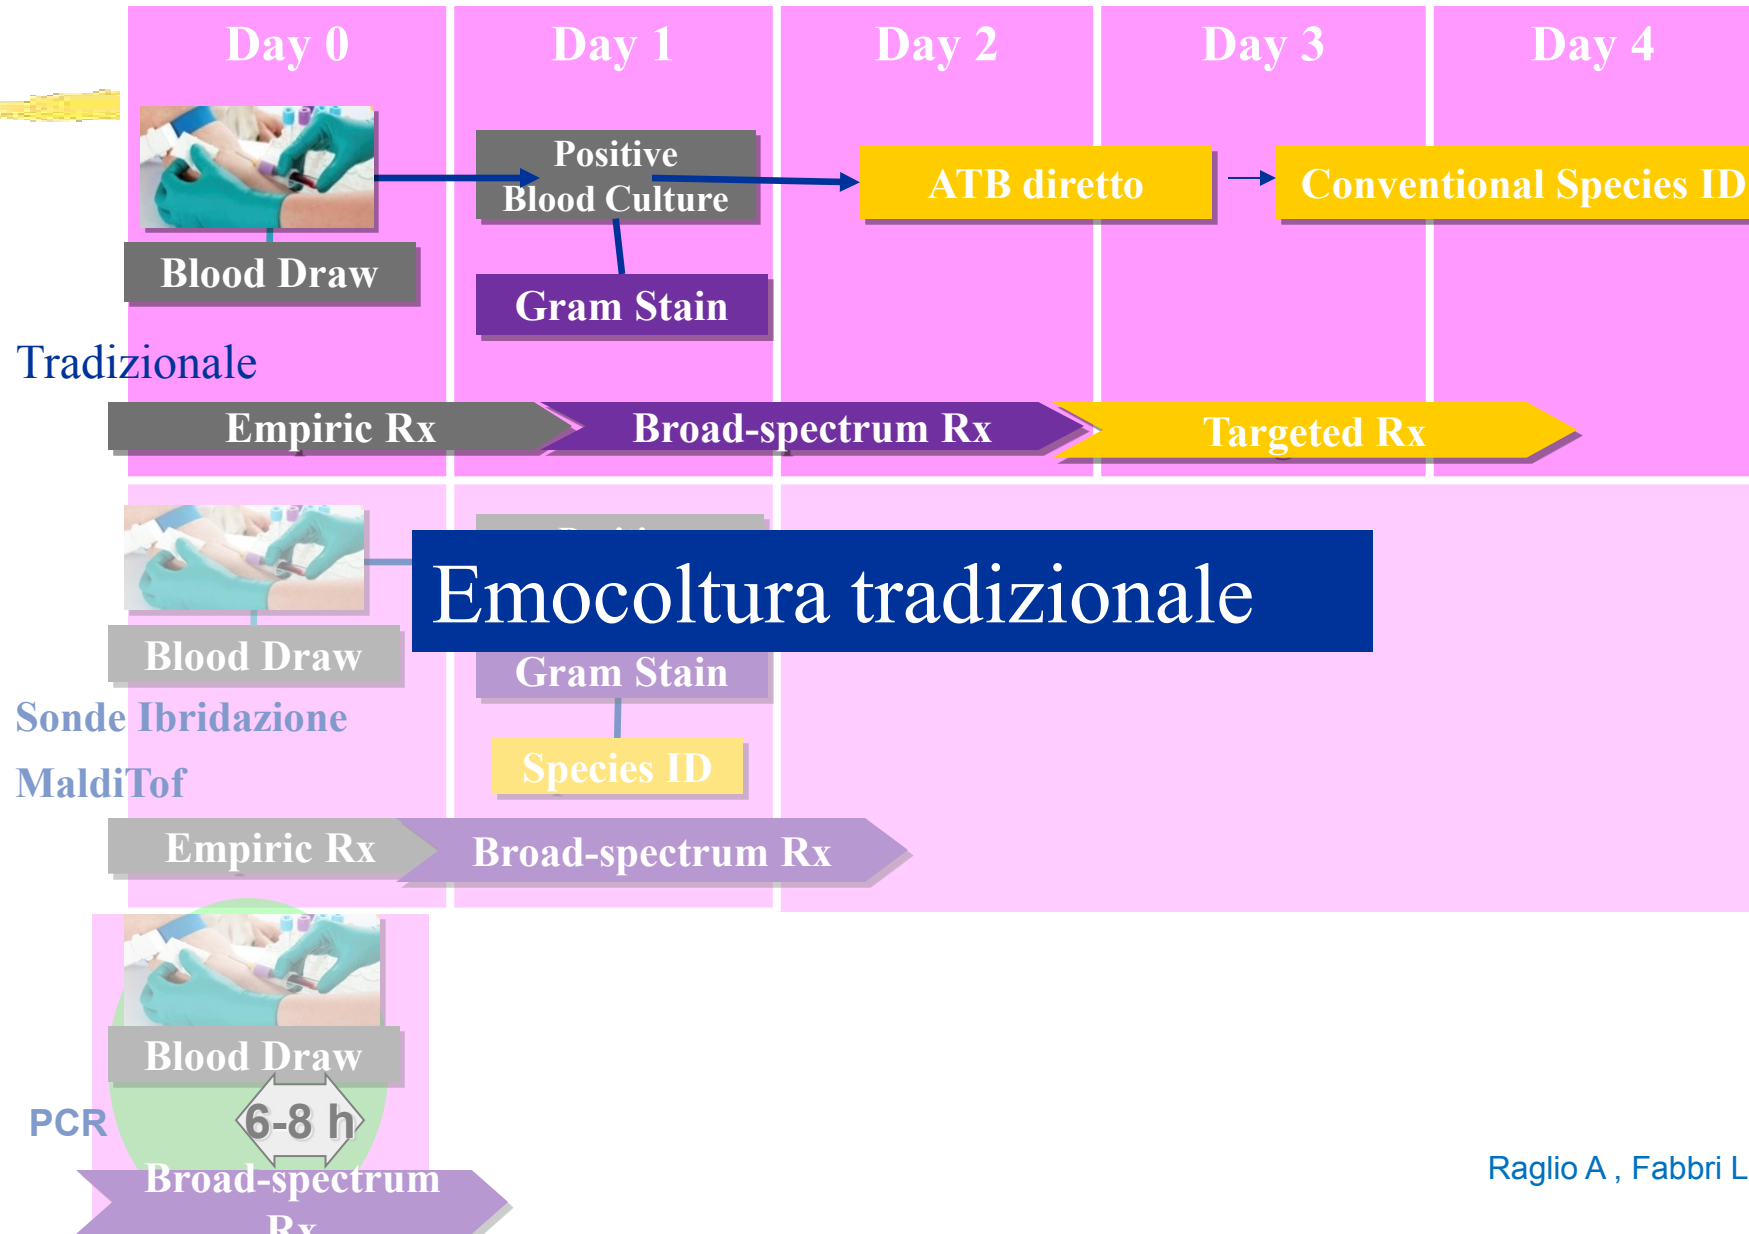 Day 0
Day 1
Day 2
Day 3
Day 4
Positive
Blood Culture
ATB diretto
Conventional Species ID
Blood Draw
Gram Stain
Tradizionale
Empiric Rx
Broad-spectrum Rx
Targeted Rx
Emocoltura tradizionale
Blood Draw
Gram Stain
Sonde Ibridazione
Species ID
MaldiTof
Empiric Rx
Broad-spectrum Rx
Blood Draw
PCR
6-8 h
Broad-spectrum
Rx
Raglio A , Fabbri L